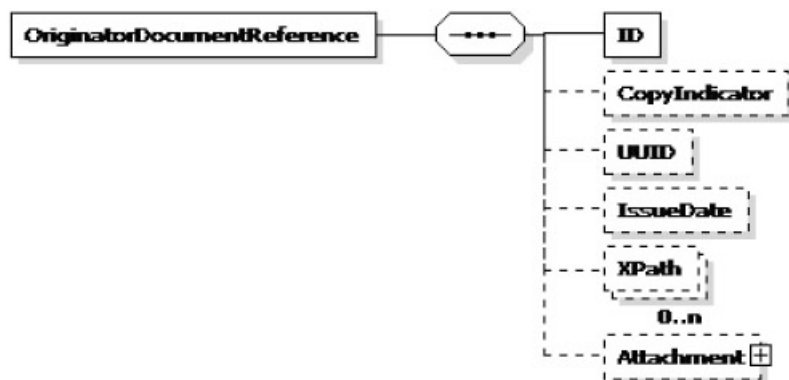 OriginatorDocumentReference
ID
CopyIndicator
UUID
IssueDate
XPath
0..n
Attachment